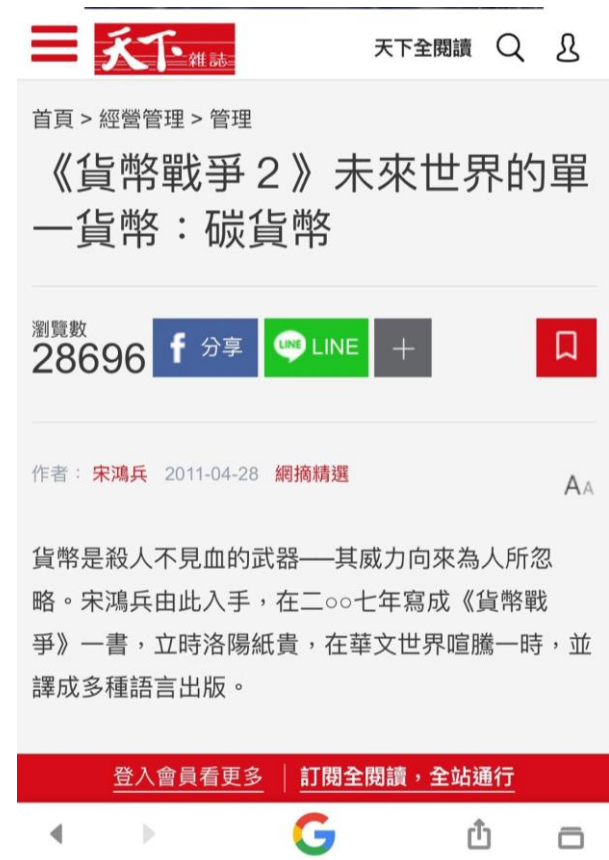 天下雜誌
天下全閱讀
首頁 > 經營管理 > 管理
《貨幣戰爭２》未來世界的單
一貨幣：碳貨幣
瀏覽數
28696
f 分享
LINE LINE
+
作者： 宋鴻兵 2011-04-28 網摘精選
AA
貨幣是殺人不見血的武器──其威力向來為人所忽
略。宋鴻兵由此入手，在二○○七年寫成《貨幣戰
爭》一書，立時洛陽紙貴，在華文世界喧騰一時，並
譯成多種語言出版。
登入會員看更多 | 訂閱全閱讀，全站通行
G